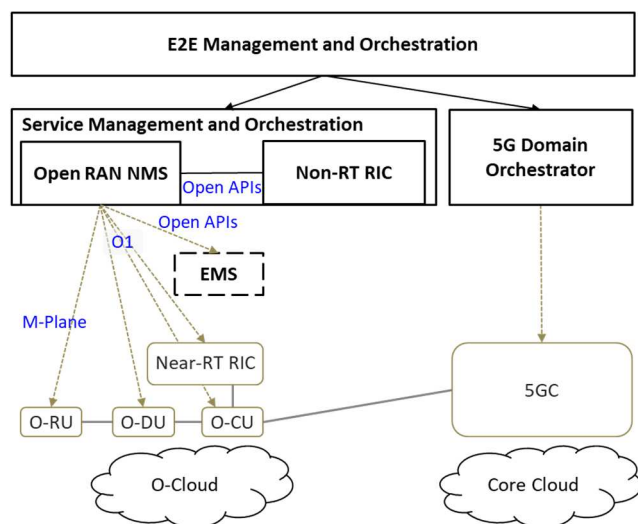 E2E Management and Orchestration
Service Management and Orchestration
Open RAN NMS
Open APIs
Non-RT RIC
5G Domain
Orchestrator
Open APIs
O1
EMS
M-Plane
Near-RT RIC
5GC
O-RU
O-DU
O-CU
O-Cloud
Core Cloud